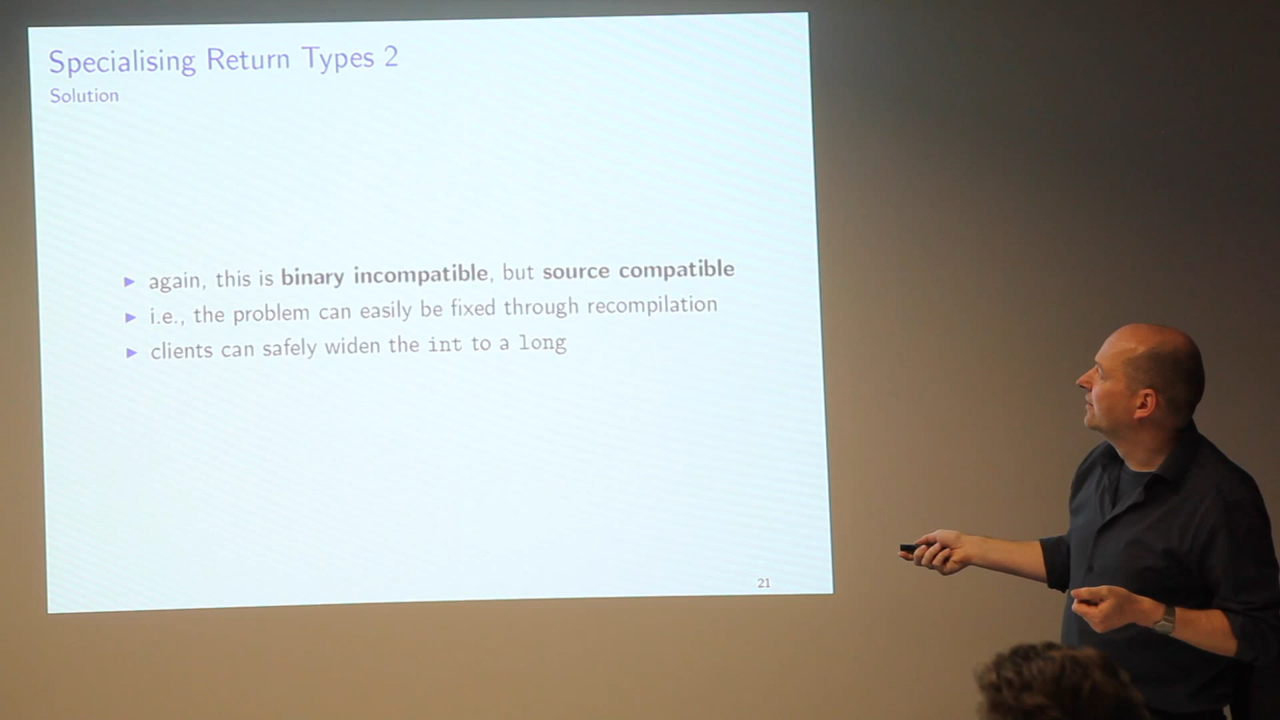 Specialising Return Types 2
Solution
▶ again, this is binary incompatible, but source compatible
▶ i.e., the problem can easily be fixed through recompilation
▶ clients can safely widen the int to a long
21